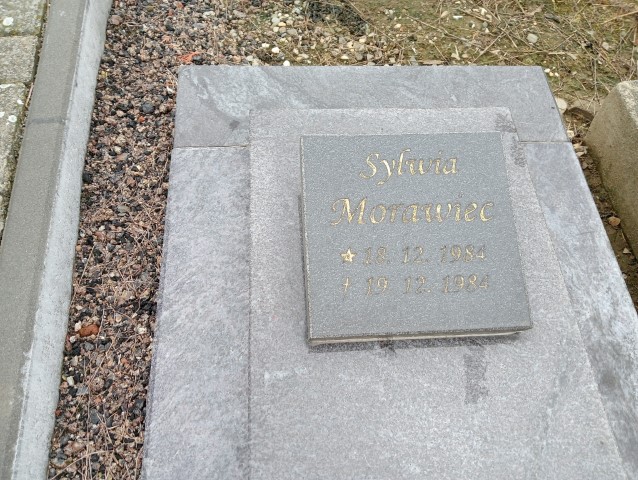 Sylwia
Morawiec
★ 18. 12. 1984
† 19. 12. 1984